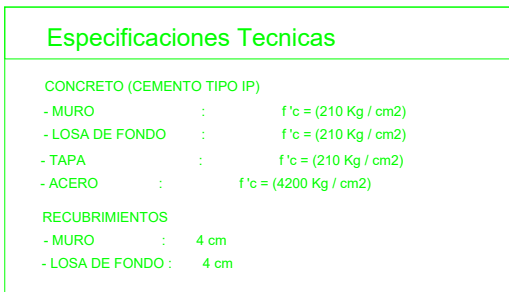 Especificaciones Tecnicas
CONCRETO (CEMENTO TIPO IP)
- MURO : f 'c = (210 Kg / cm2)
- LOSA DE FONDO : f 'c = (210 Kg / cm2)
- TAPA : f 'c = (210 Kg / cm2)
- ACERO : f 'c = (4200 Kg / cm2)
RECUBRIMIENTOS
- MURO : 4 cm
- LOSA DE FONDO : 4 cm